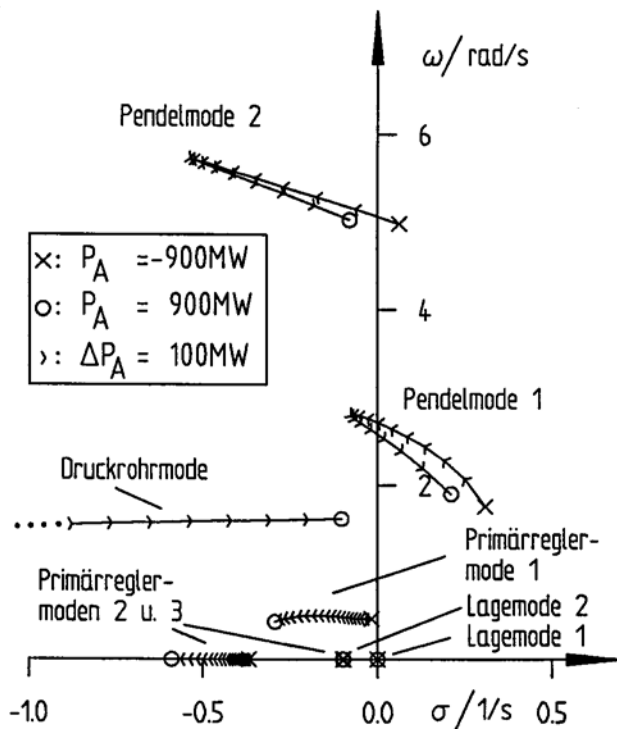 ω/rad/s
Pendelmode 2
6
×: P_A =-900MW
○: P_A = 900MW
›: ΔP_A = 100MW
4
Pendelmode 1
Druckrohrmode
2
Primärregler-
mode 1
Primärregler-
moden 2 u. 3
Lagemode 2
Lagemode 1
-1.0
-0.5
0.0
σ/1/s
0.5